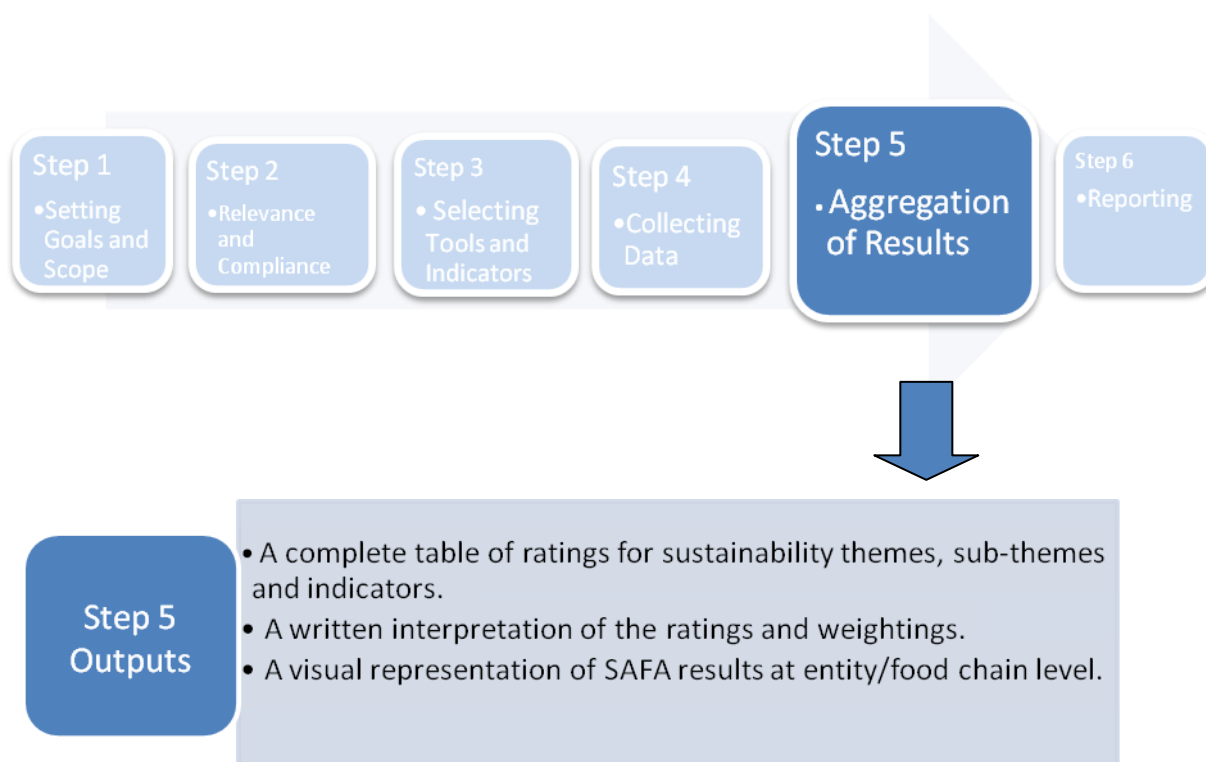 Step 1
•Setting
Goals and
Scope
Step 2
•Relevance
and
Compliance
Step 3
• Selecting
Tools and
Indicators
Step 4
•Collecting
Data
Step 5
• Aggregation
of Results
Step 6
•Reporting
Step 5
Outputs
• A complete table of ratings for sustainability themes, sub-themes
and indicators.
• A written interpretation of the ratings and weightings.
• A visual representation of SAFA results at entity/food chain level.